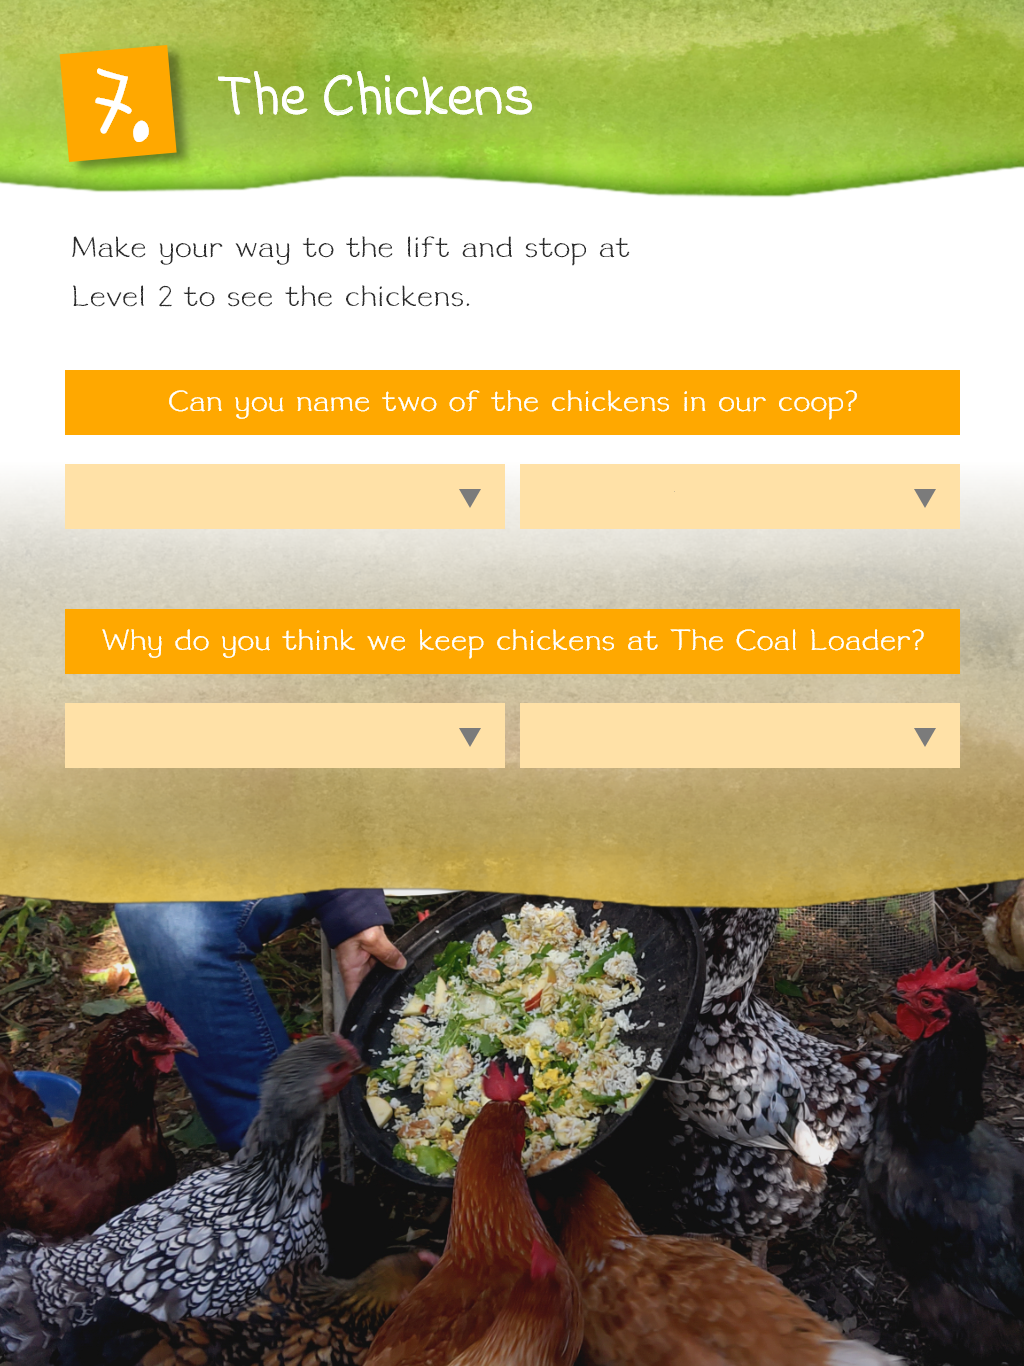 7.
The Chickens
Make your way to the lift and stop at
Level 2 to see the chickens.
Can you name two of the chickens in our coop?
Why do you think we keep chickens at The Coal Loader?